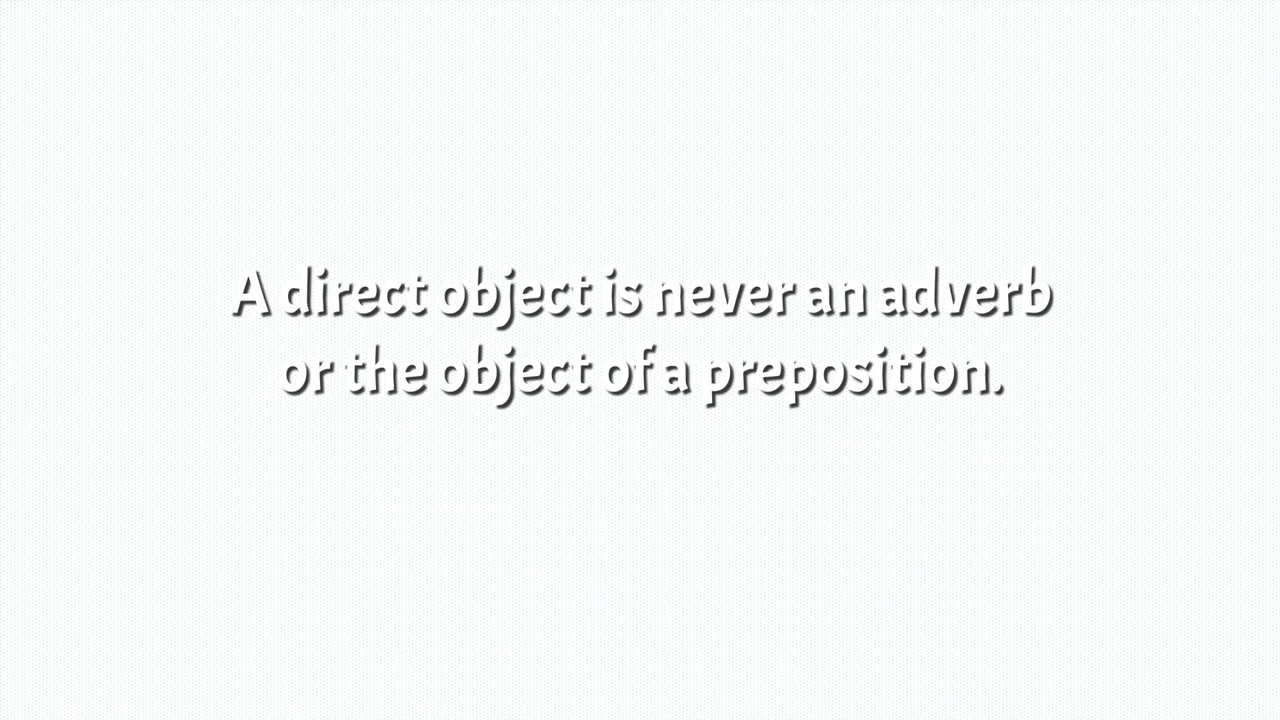 A direct object is never an adverb
or the object of a preposition.